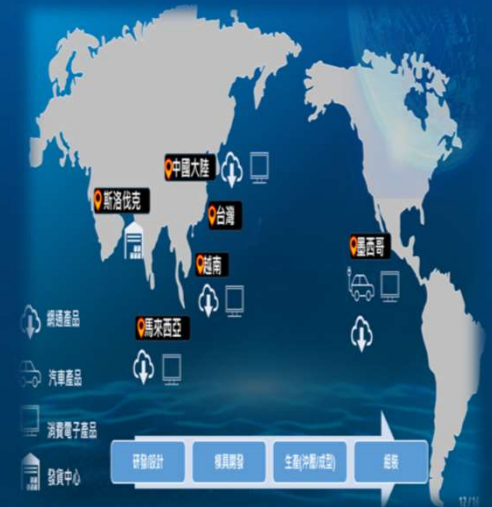 中國大陸
斯洛伐克
台灣
越南
墨西哥
馬來西亞
網通產品
汽車產品
消費電子產品
發貨中心
研發/設計
模具開發
生產(沖壓/成型)
組裝